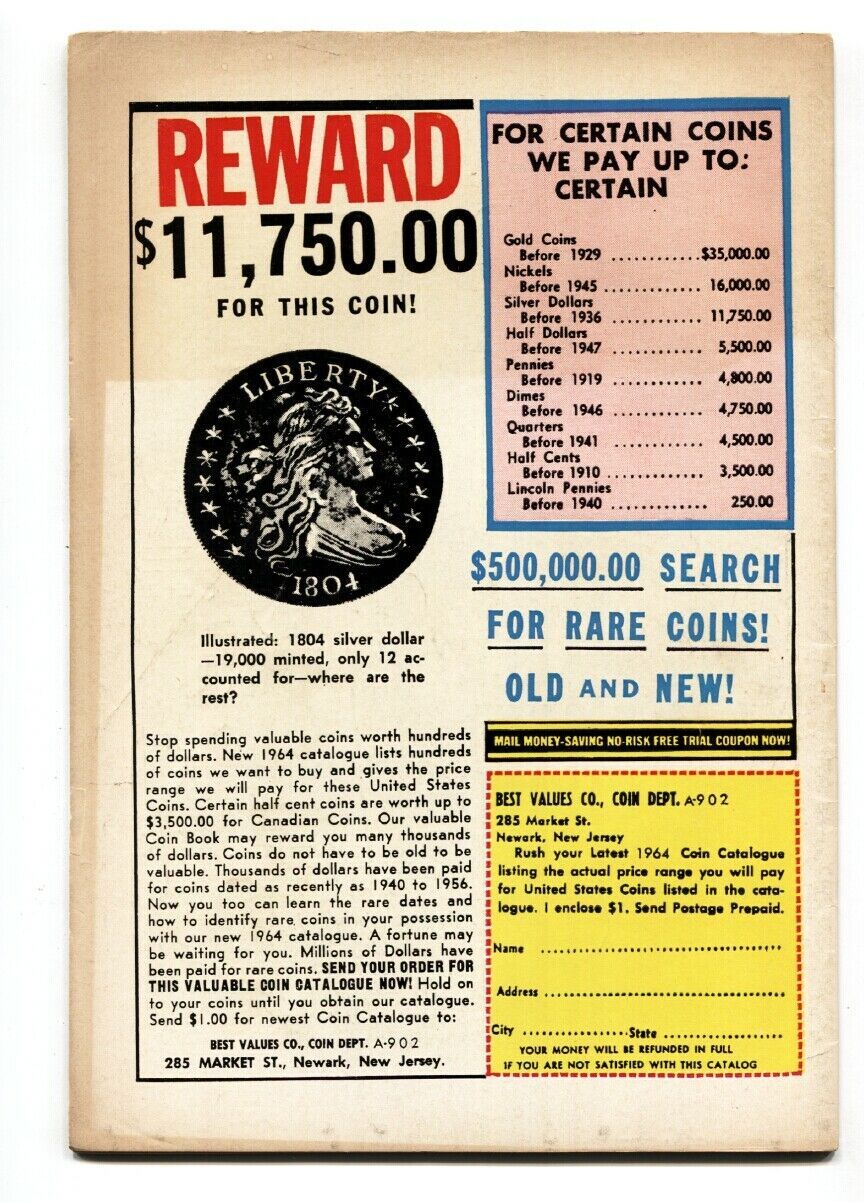 REWARD
$11,750.00
FOR THIS COIN!
LIBERTY
1804
Illustrated: 1804 silver dollar
—19,000 minted, only 12 ac-
counted for—where are the
rest?
Stop spending valuable coins worth hundreds
of dollars. New 1964 catalogue lists hundreds
of coins we want to buy and gives the price
range we will pay for these United States
Coins. Certain half cent coins are worth up to
$3,500.00 for Canadian Coins. Our valuable
Coin Book may reward you many thousands
of dollars. Coins do not have to be old to be
valuable. Thousands of dollars have been paid
for coins dated as recently as 1940 to 1956.
Now you too can learn the rare dates and
how to identify rare coins in your possession
with our new 1964 catalogue. A fortune may
be waiting for you. Millions of Dollars have
been paid for rare coins. SEND YOUR ORDER FOR
THIS VALUABLE COIN CATALOGUE NOW! Hold on
to your coins until you obtain our catalogue.
Send $1.00 for newest Coin Catalogue to:
BEST VALUES CO., COIN DEPT. A-902
285 MARKET ST., Newark, New Jersey.
FOR CERTAIN COINS
WE PAY UP TO:
CERTAIN
Gold Coins
Before 1929 ............$35,000.00
Nickels
Before 1945 ............. 16,000.00
Silver Dollars
Before 1936 ............ 11,750.00
Half Dollars
Before 1947 ............ 5,500.00
Pennies
Before 1919 ............ 4,800.00
Dimes
Before 1946 ............ 4,750.00
Quarters
Before 1941 ............ 4,500.00
Half Cents
Before 1910 ............. 3,500.00
Lincoln Pennies
Before 1940 ............. 250.00
$500,000.00 SEARCH
FOR RARE COINS!
OLD AND NEW!
MAIL MONEY-SAVING NO-RISK FREE TRIAL COUPON NOW!
BEST VALUES CO., COIN DEPT. A-902
285 Market St.
Newark, New Jersey
Rush your Latest 1964 Coin Catalogue
listing the actual price range you will pay
for United States Coins listed in the cata-
logue. I enclose $1. Send Postage Prepaid.
Name ........................................
Address ........................................
City ..................State ....................
YOUR MONEY WILL BE REFUNDED IN FULL
IF YOU ARE NOT SATISFIED WITH THIS CATALOG